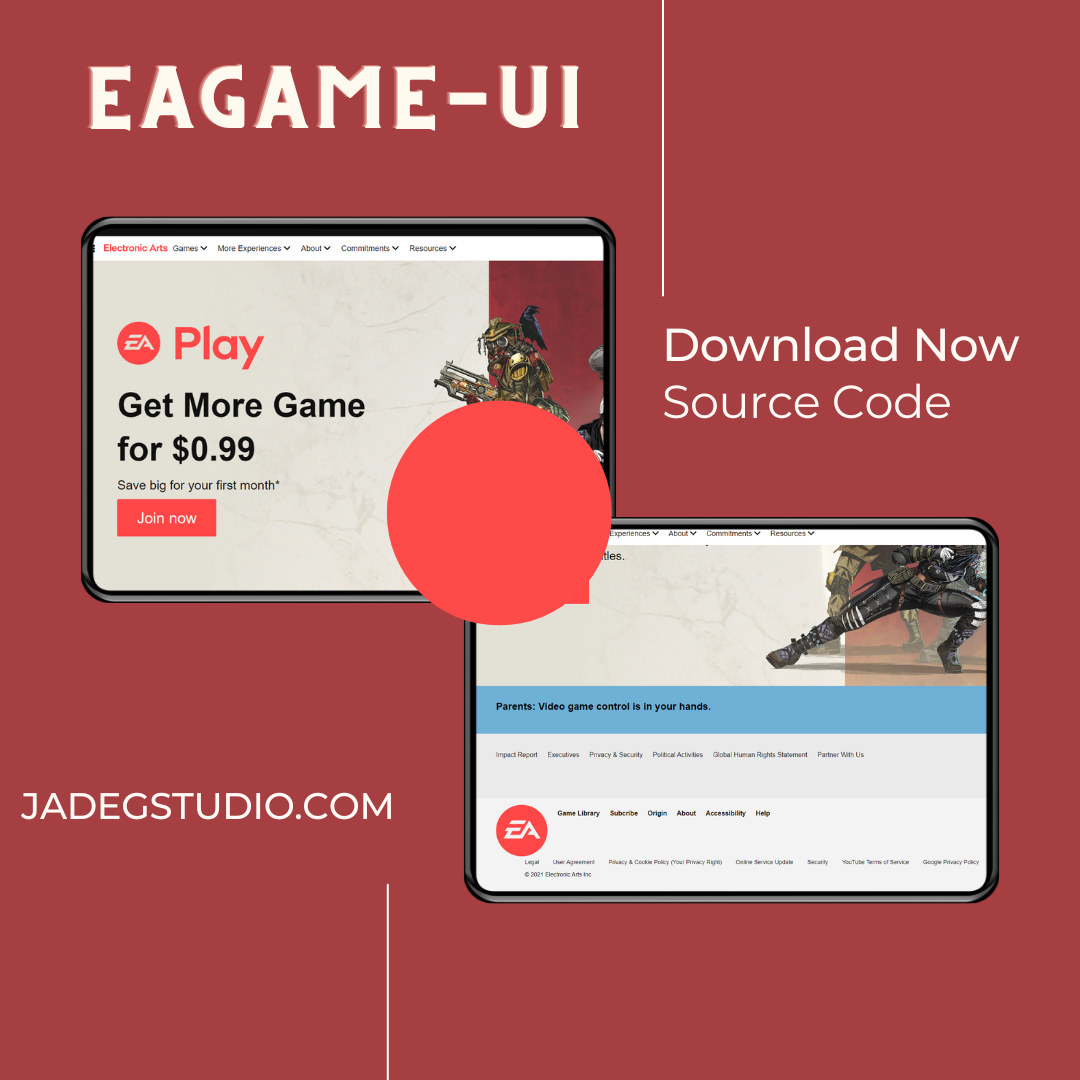 EAGAME-UI
Electronic Arts Games More Experiences About Commitments Resources
EA Play
Get More Game
for $0.99
Save big for your first month*
Join now
Download Now
Source Code
Experiences About Commitments Resources
Parents: Video game control is in your hands.
Impact Report Executives Privacy & Security Political Activities Global Human Rights Statement Partner With Us
JADEGSTUDIO.COM
EA
Game Library Subcribe Origin About Accessibility Help
Legal User Agreement Privacy & Cookie Policy (Your Privacy Right) Online Service Update Security YouTube Terms of Service Google Privacy Policy
© 2021 Electronic Arts Inc.